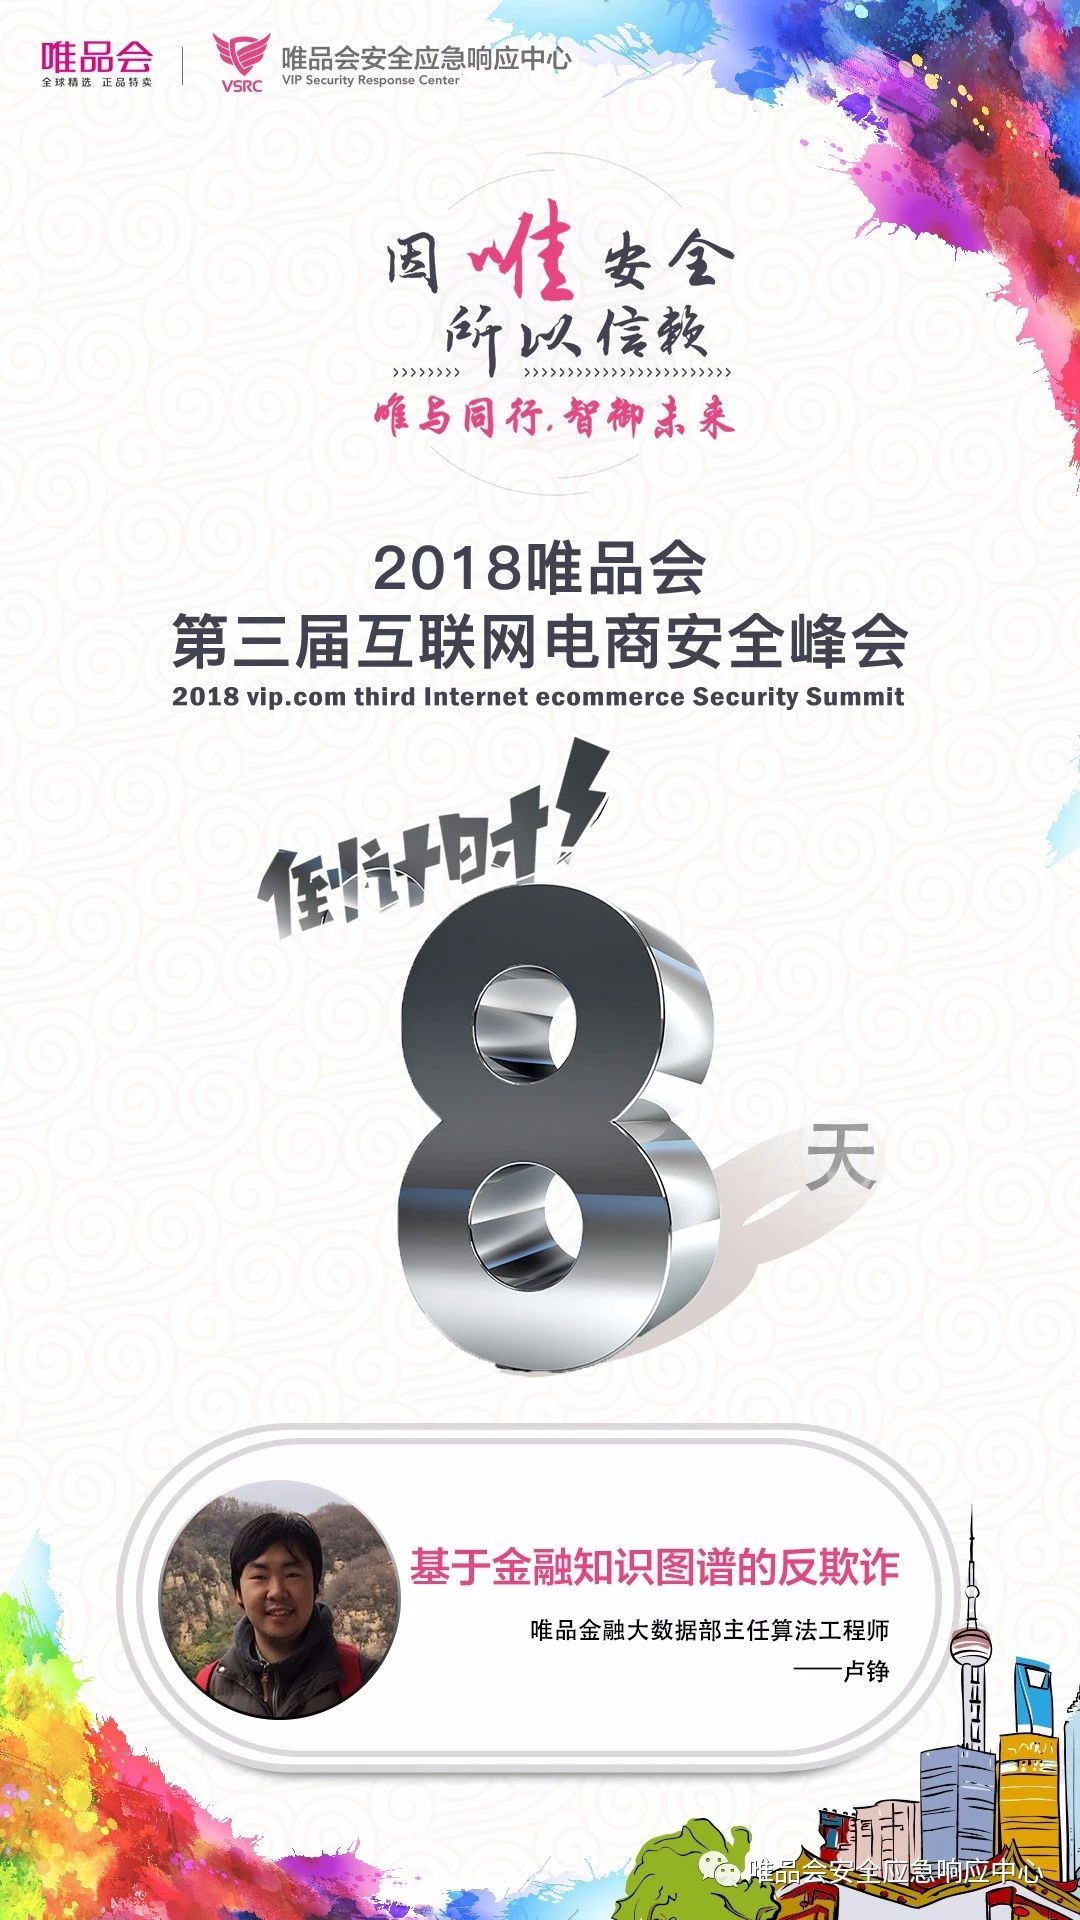 唯品会
全球精选 正品特卖
VSRC
唯品会安全应急响应中心
VIP Security Response Center
因唯安全
所以信赖
唯与同行,智御未来
2018唯品会
第三届互联网电商安全峰会
2018 vip.com third Internet ecommerce Security Summit
倒计时!
8
天
基于金融知识图谱的反欺诈
唯品金融大数据部主任算法工程师
——卢铮
唯品会安全应急响应中心